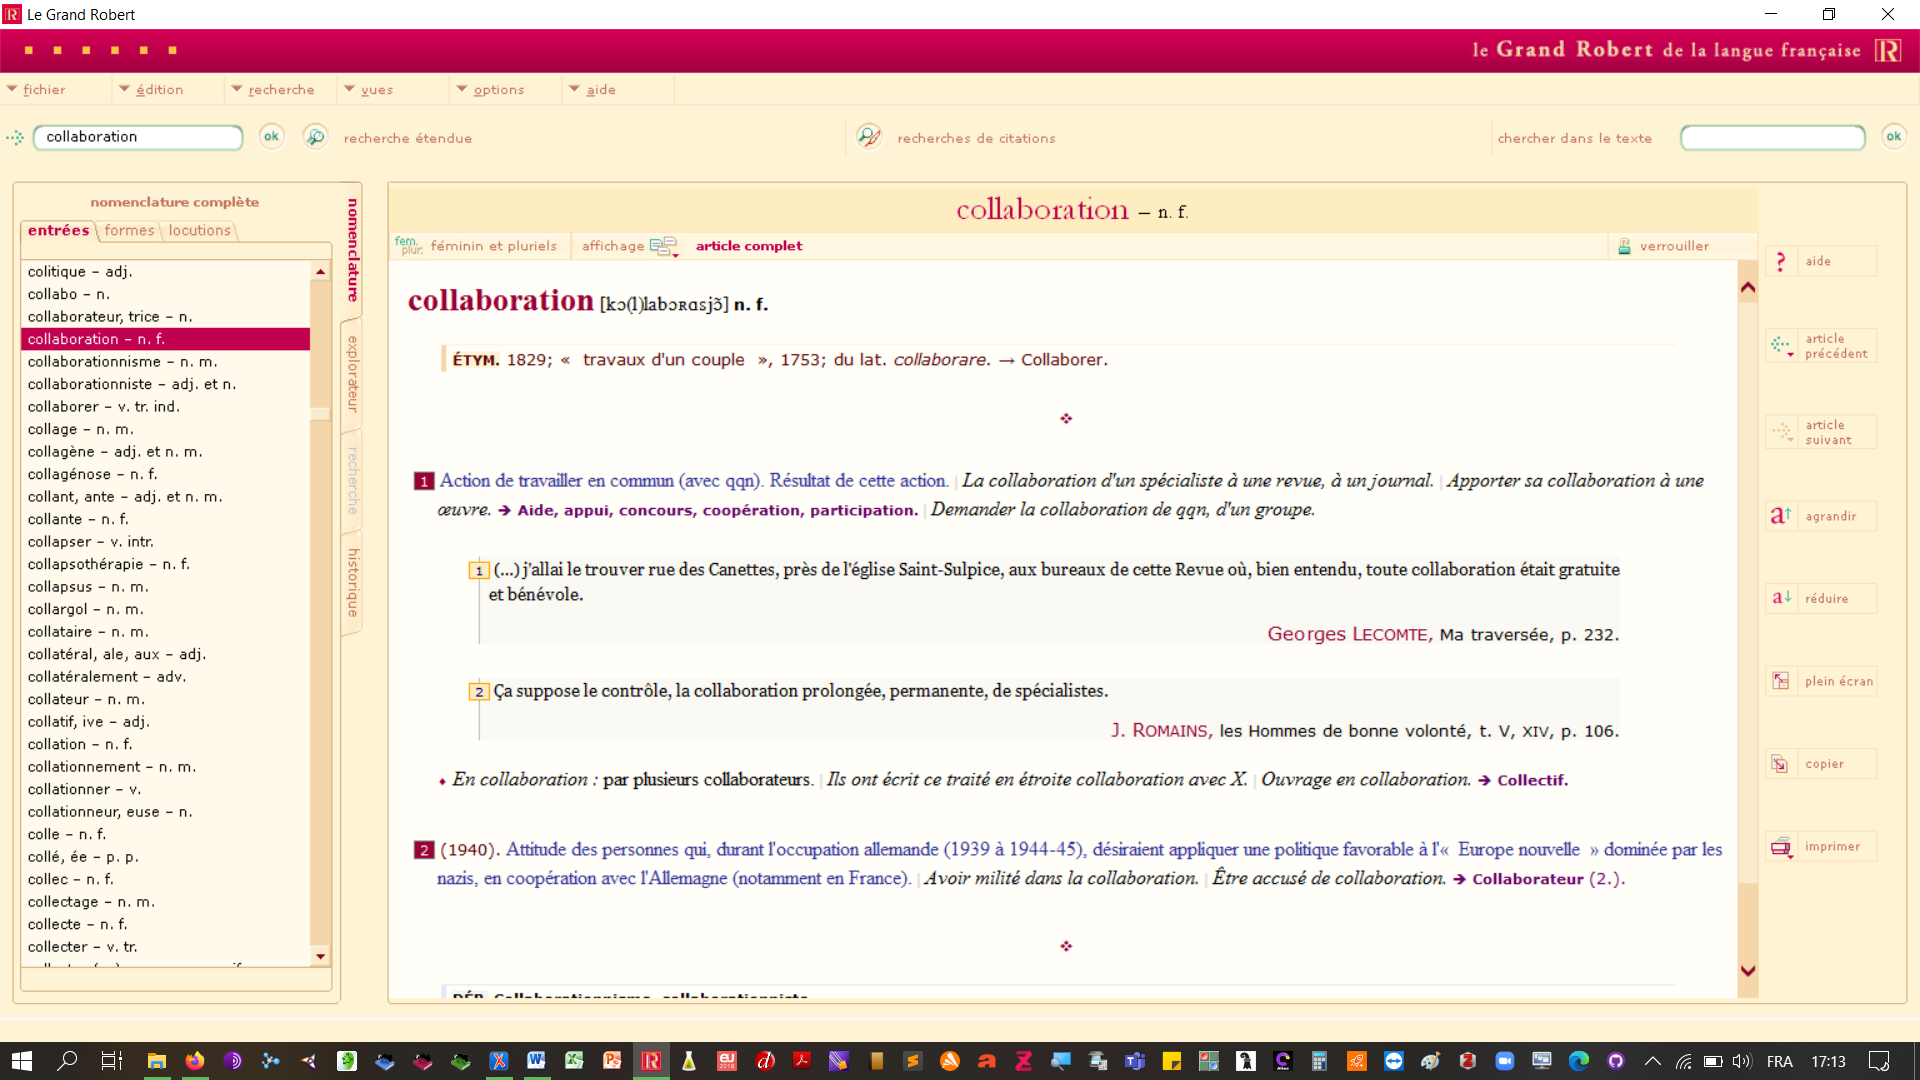 Le Grand Robert
le Grand Robert de la langue française R
fichier édition recherche vues options aide
collaboration ok recherche étendue recherches de citations chercher dans le texte ok
nomenclature complète
entrées formes locutions
colitique – adj.
collabo – n.
collaborateur, trice – n.
collaboration – n. f.
collaborationnisme – n. m.
collaborationniste – adj. et n.
collaborer – v. tr. ind.
collage – n. m.
collagène – adj. et n. m.
collagénose – n. f.
collant, ante – adj. et n. m.
collante – n. f.
collapser – v. intr.
collapsothérapie – n. f.
collapsus – n. m.
collargol – n. m.
collataire – n. m.
collatéral, ale, aux – adj.
collatéralement – adv.
collateur – n. m.
collatif, ive – adj.
collation – n. f.
collationnement – n. m.
collationner – v.
collationneur, euse – n.
colle – n. f.
collé, ée – p. p.
collec – n. f.
collectage – n. m.
collecte – n. f.
collecter – v. tr.
nomenclature
explorateur
recherche
historique
collaboration – n. f.
fém. plur. féminin et pluriels affichage article complet verrouiller
collaboration [kɔ(l)labɔʀɑsjɔ̃] n. f.
ÉTYM. 1829; « travaux d'un couple », 1753; du lat. collaborare. → Collaborer.
1 Action de travailler en commun (avec qqn). Résultat de cette action. | La collaboration d'un spécialiste à une revue, à un journal. | Apporter sa collaboration à une
œuvre. ➔ Aide, appui, concours, coopération, participation. | Demander la collaboration de qqn, d'un groupe.
1 (...) j'allai le trouver rue des Canettes, près de l'église Saint-Sulpice, aux bureaux de cette Revue où, bien entendu, toute collaboration était gratuite
et bénévole.
Georges LECOMTE, Ma traversée, p. 232.
2 Ça suppose le contrôle, la collaboration prolongée, permanente, de spécialistes.
J. ROMAINS, les Hommes de bonne volonté, t. V, XIV, p. 106.
♦ En collaboration : par plusieurs collaborateurs. | Ils ont écrit ce traité en étroite collaboration avec X. | Ouvrage en collaboration. ➔ Collectif.
2 (1940). Attitude des personnes qui, durant l'occupation allemande (1939 à 1944-45), désiraient appliquer une politique favorable à l'« Europe nouvelle » dominée par les
nazis, en coopération avec l'Allemagne (notamment en France). | Avoir milité dans la collaboration. | Être accusé de collaboration. ➔ Collaborateur (2.).
DÉR. Collaborationnisme, collaborationniste.
? aide
article
précédent
article
suivant
a agrandir
a réduire
plein écran
copier
imprimer
FRA 17:13